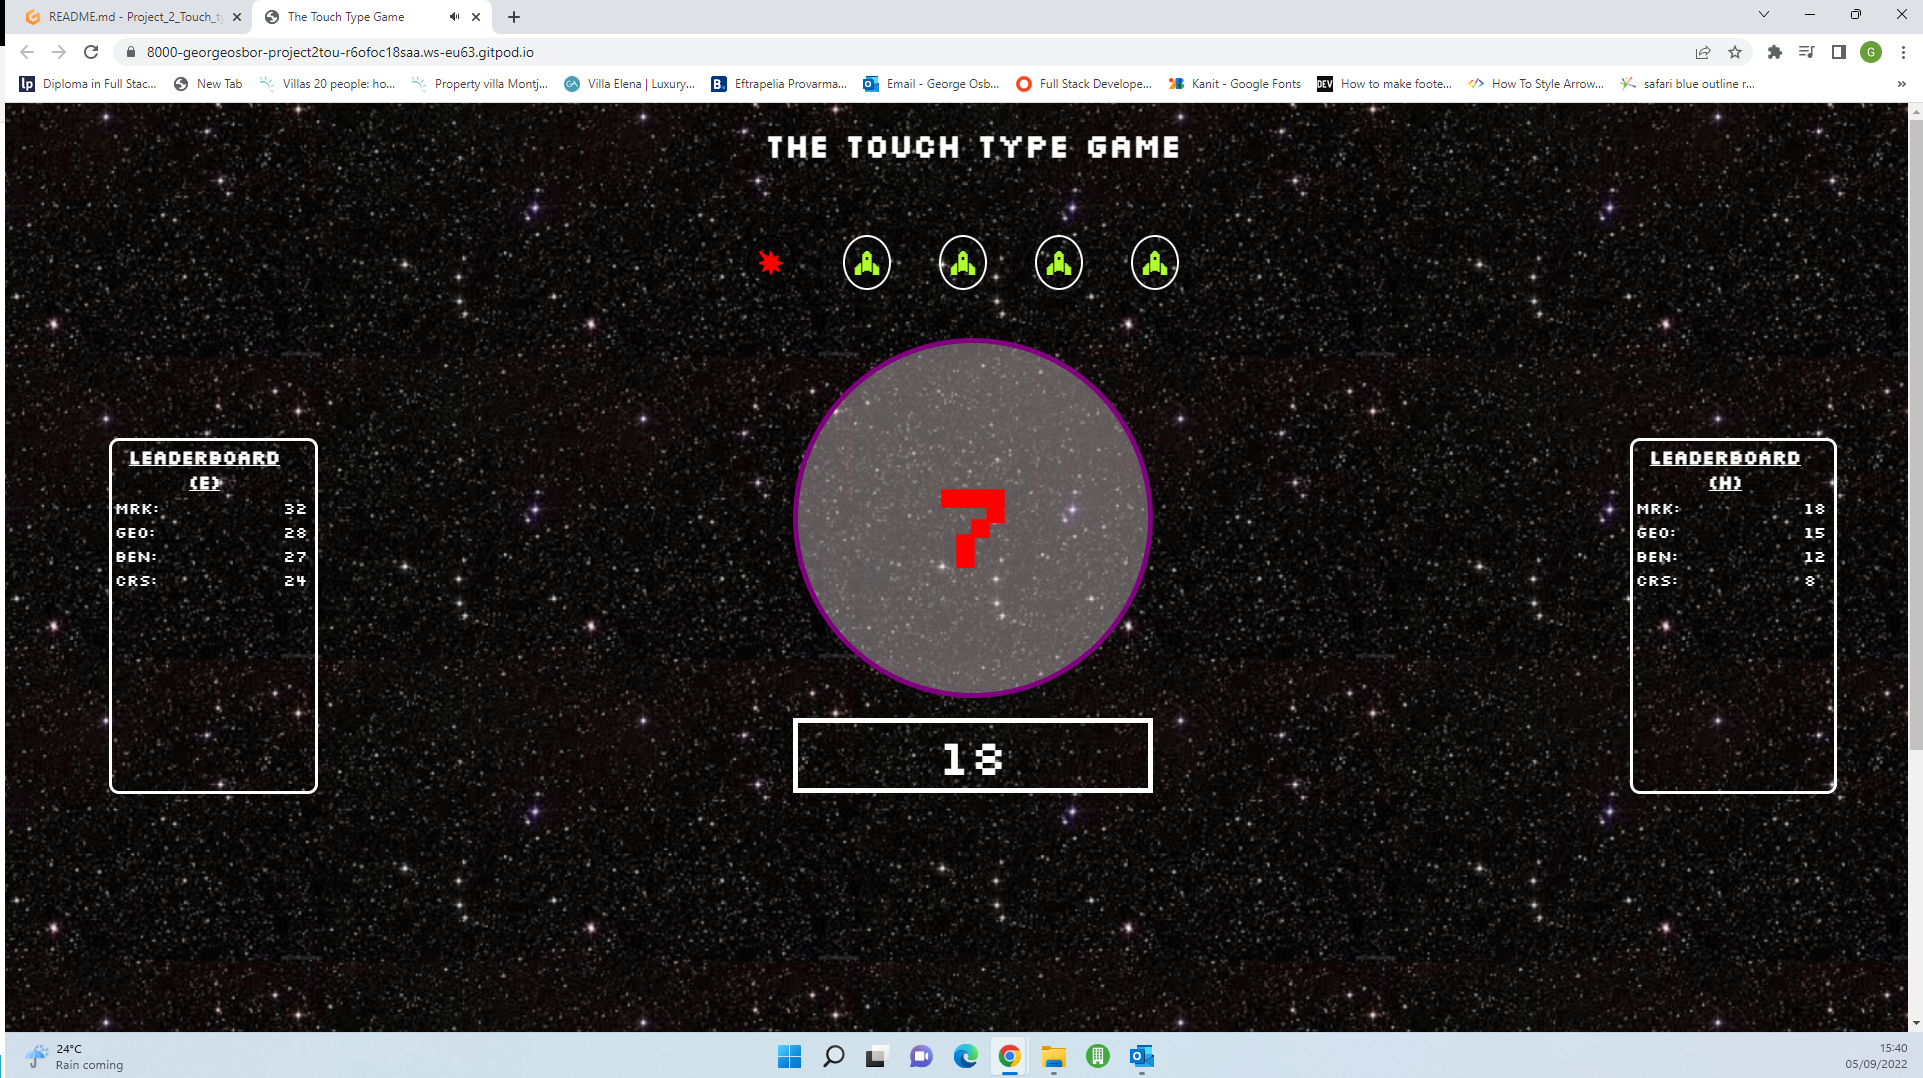 README.md - Project_2_Touch_t
The Touch Type Game
8000-georgeosbor-project2tou-r6ofoc18saa.ws-eu63.gitpod.io
G
lp Diploma in Full Stac...
New Tab
Villas 20 people: ho...
Property villa Montj...
GA Villa Elena | Luxury...
B. Eftrapelia Provarma...
Email - George Osb...
Full Stack Develope...
Kanit - Google Fonts
DEV How to make foote...
How To Style Arrow...
safari blue outline r...
THE TOUCH TYPE GAME
LEADERBOARD
(E)
MRK: 32
GEO: 28
BEN: 27
CRS: 24
7
18
LEADERBOARD
(H)
MRK: 18
GEO: 15
BEN: 12
CRS: 8
24°C
Rain coming
15:40
05/09/2022